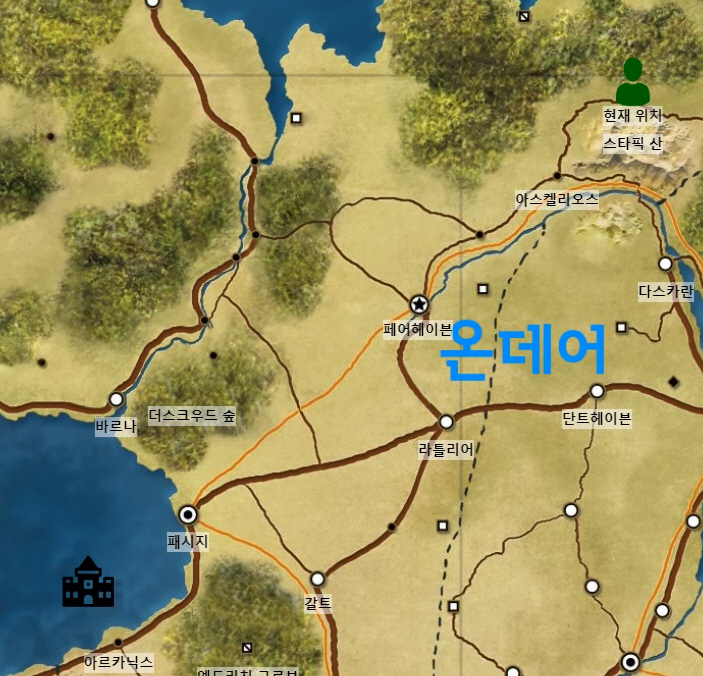 현재 위치
스타픽 산
아스켈리오스
다스카란
페어헤이븐
온데어
단트헤이븐
더스크우드 숲
바르나
라틀리어
패시지
갈트
아르카닉스